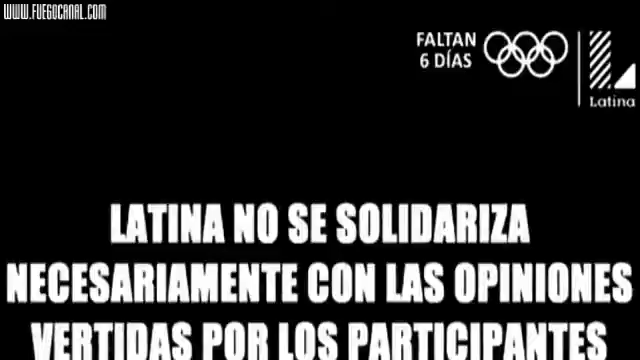 WWW.FUEGOCANAL.COM
FALTAN
6 DÍAS
Latina
LATINA NO SE SOLIDARIZA
NECESARIAMENTE CON LAS OPINIONES
VERTIDAS POR LOS PARTICIPANTES